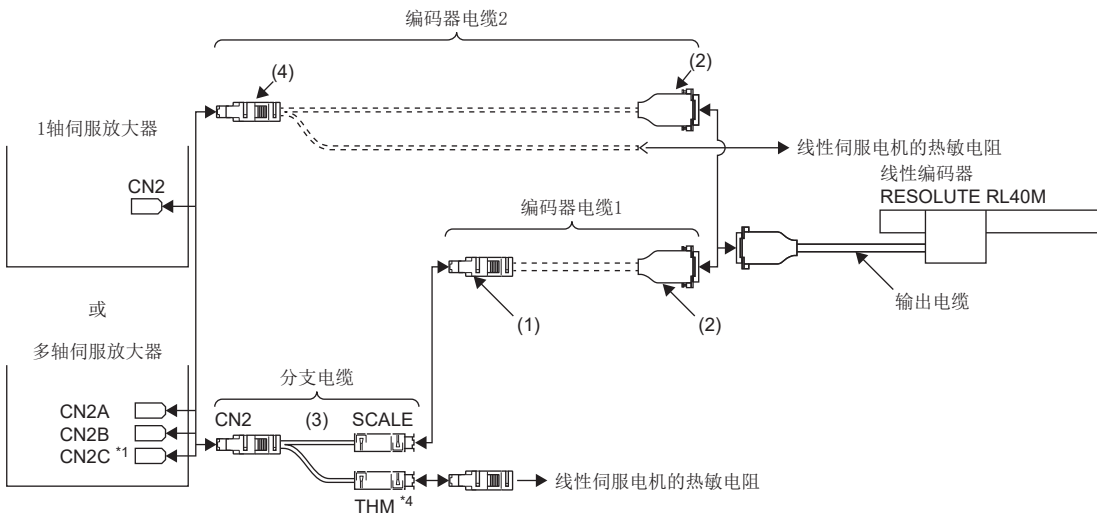 编码器电缆2
(4)
(2)
1轴伺服放大器
CN2
线性伺服电机的热敏电阻
线性编码器
RESOLUTE RL40M
编码器电缆1
(1)
(2)
输出电缆
或
多轴伺服放大器
CN2A
CN2B
CN2C *1
分支电缆
CN2
(3)
SCALE
THM *4
线性伺服电机的热敏电阻